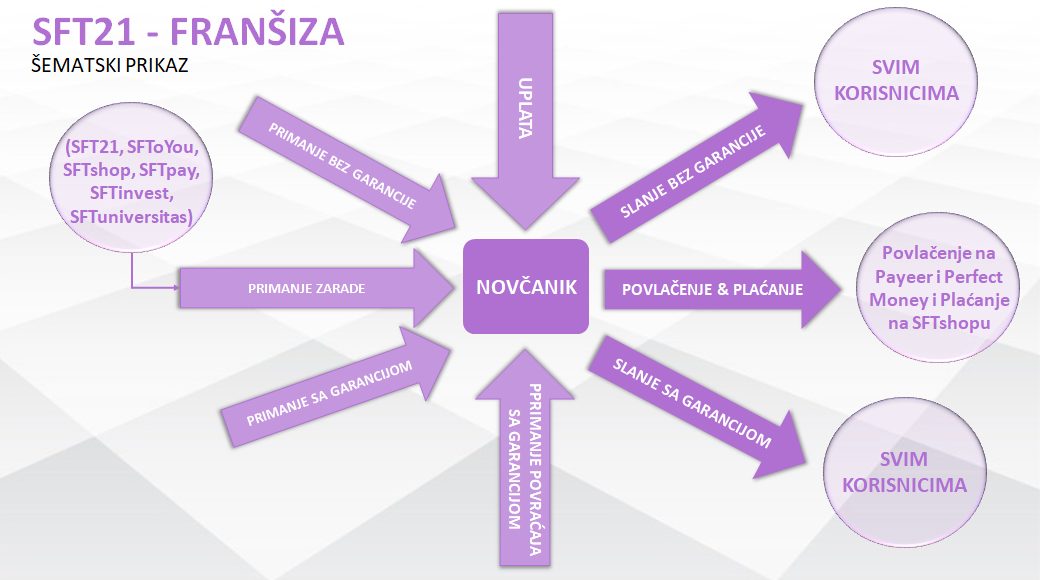 SFT21 - FRANŠIZA
ŠEMATSKI PRIKAZ
(SFT21, SFToYou,
SFTshop, SFTpay,
SFTinvest,
SFTuniversitas)
PRIMANJE BEZ GARANCIJE
PRIMANJE ZARADE
PRIMANJE SA GARANCIJOM
UPLATA
NOVČANIK
PPRIMANJE POVRAĆAJA
SA GARANCIJOM
SLANJE BEZ GARANCIJE
POVLAČENJE & PLAĆANJE
SLANJE SA GARANCIJOM
SVIM
KORISNICIMA
Povlačenje na
Payeer i Perfect
Money i Plaćanje
na SFTshopu
SVIM
KORISNICIMA